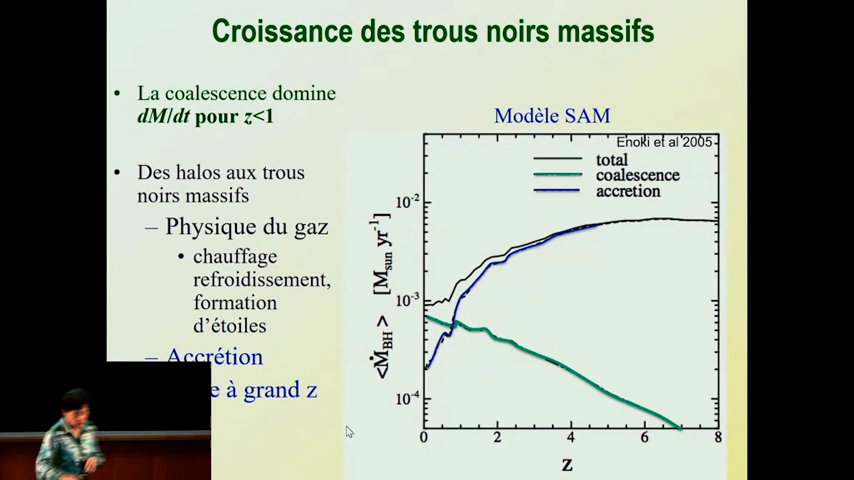 Croissance des trous noirs massifs
• La coalescence domine
dM/dt pour z<1
• Des halos aux trous
noirs massifs
– Physique du gaz
• chauffage
refroidissement,
formation
d'étoiles
– Accrétion
e à grand z
Modèle SAM
Enoki et al 2005
total
coalescence
accretion
<ṀBH> [Msun yr-1]
10-2
10-3
10-4
0 2 4 6 8
z